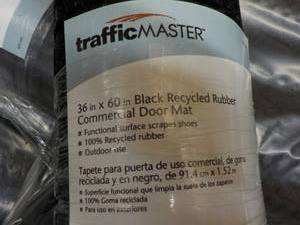 trafficMASTER
36 in x 60 in Black Recycled Rubber
Commercial Door Mat
• Functional surface scrapes shoes
• 100% Recycled rubber
• Outdoor use
Tapete para puerta de uso comercial, de goma
reciclada y en negro, de 91.4 cm x 1.52 m
• Superficie funcional que limpia la suela de los zapatos
• 100% Goma reciclada
• Para uso en exteriores